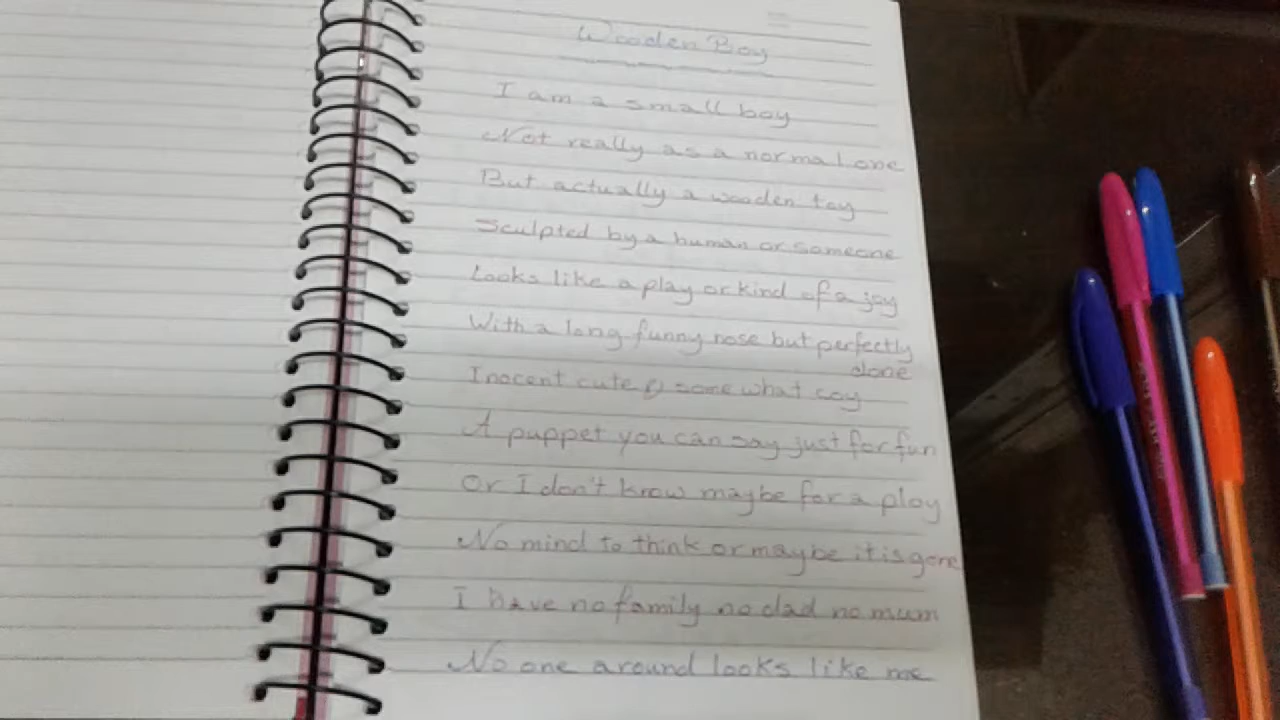 Wooden Boy
I am a small boy
Not really as a normal one
But actually a wooden toy
Sculpted by a human or someone
Looks like a play or kind of a joy
With a long funny nose but perfectly
done
Inocent cute & some what coy
A puppet you can say just for fun
Or I don't know maybe for a ploy
No mind to think or maybe it is gone
I have no family no dad no mum
No one around looks like me